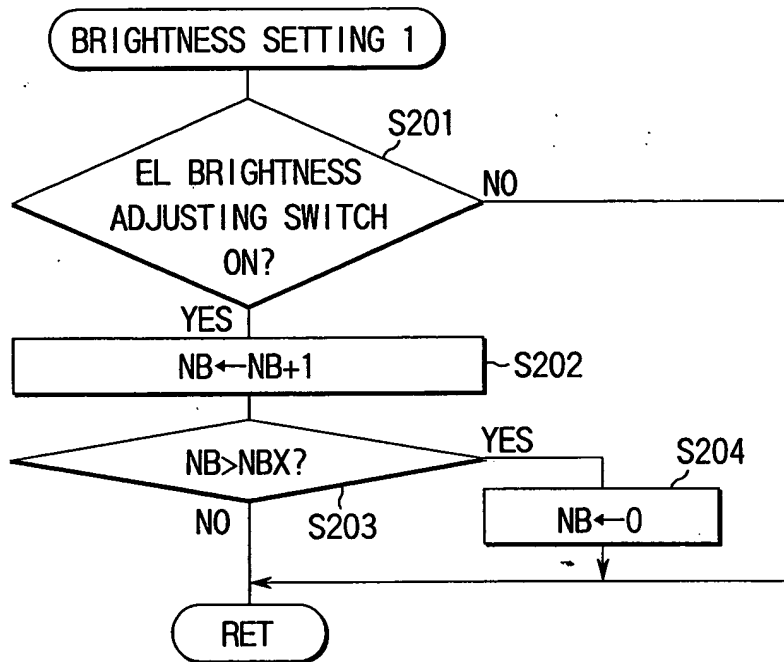 BRIGHTNESS SETTING 1
S201
EL BRIGHTNESS
ADJUSTING SWITCH
ON?
NO
YES
NB←NB+1
S202
NB>NBX?
YES
S204
NO
S203
NB←0
RET